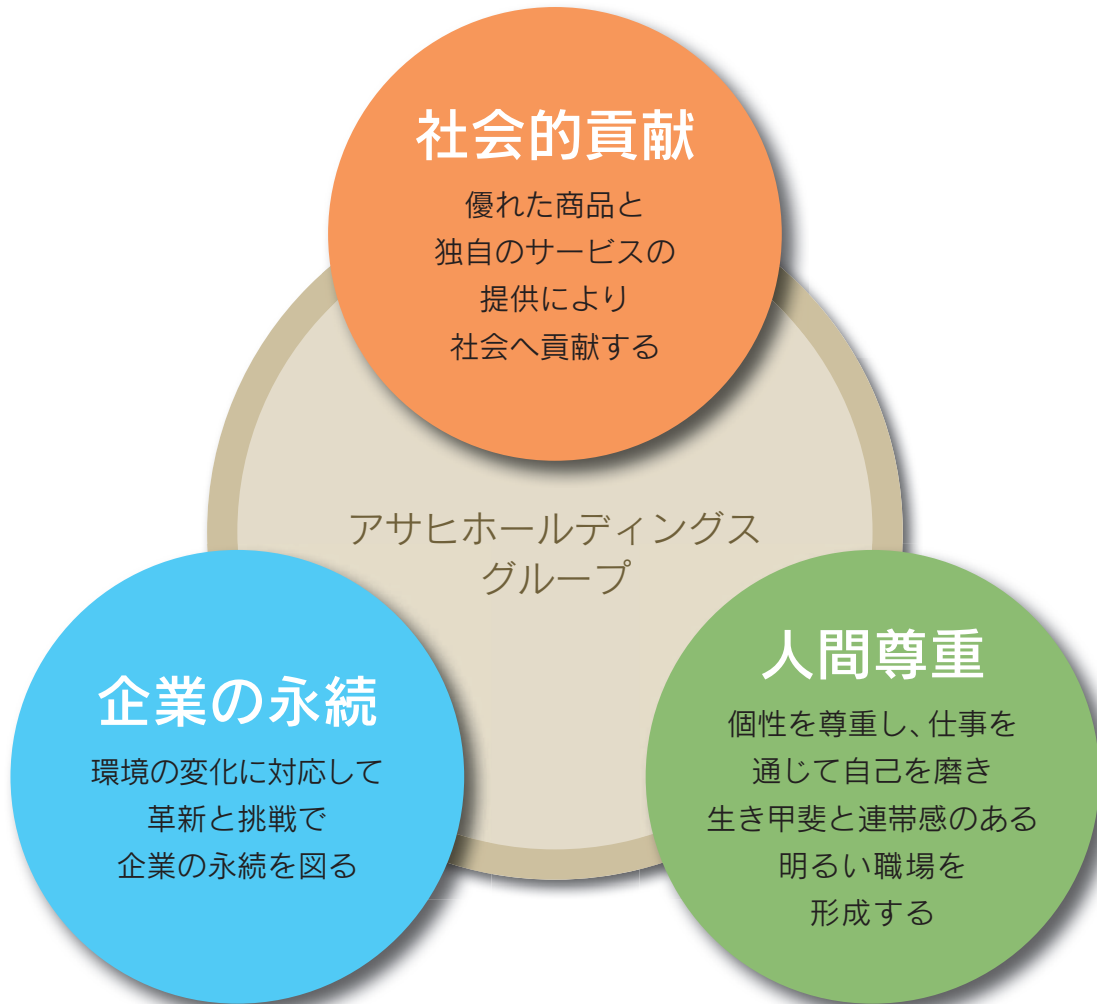 社会的貢献
優れた商品と
独自のサービスの
提供により
社会へ貢献する
アサヒホールディングス
グループ
企業の永続
環境の変化に対応して
革新と挑戦で
企業の永続を図る
人間尊重
個性を尊重し、仕事を
通じて自己を磨き
生き甲斐と連帯感のある
明るい職場を
形成する